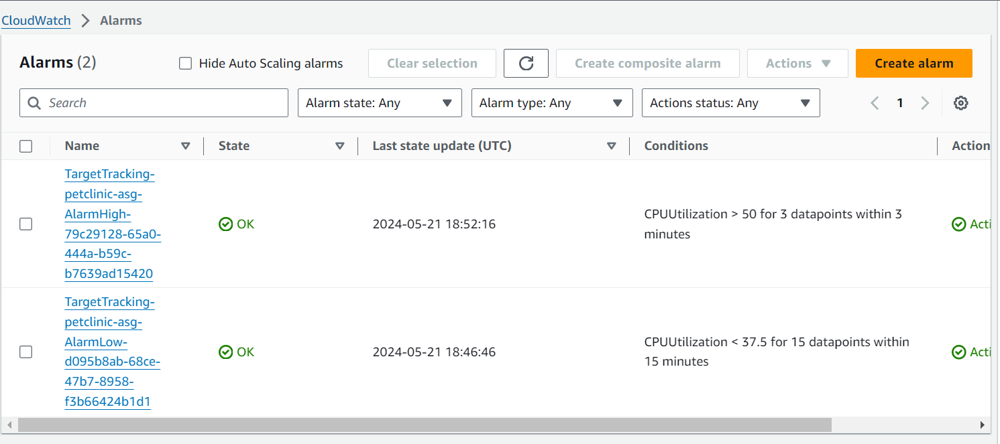 CloudWatch > Alarms
Alarms (2)
Hide Auto Scaling alarms
Clear selection
Create composite alarm
Actions
Create alarm
Search
Alarm state: Any
Alarm type: Any
Actions status: Any
1
Name
State
Last state update (UTC)
Conditions
Action
TargetTracking-
petclinic-asg-
AlarmHigh-
79c29128-65a0-
444a-b59c-
b7639ad15420
OK
2024-05-21 18:52:16
CPUUtilization > 50 for 3 datapoints within 3
minutes
Acti
TargetTracking-
petclinic-asg-
AlarmLow-
d095b8ab-68ce-
47b7-8958-
f3b66424b1d1
OK
2024-05-21 18:46:46
CPUUtilization < 37.5 for 15 datapoints within
15 minutes
Acti